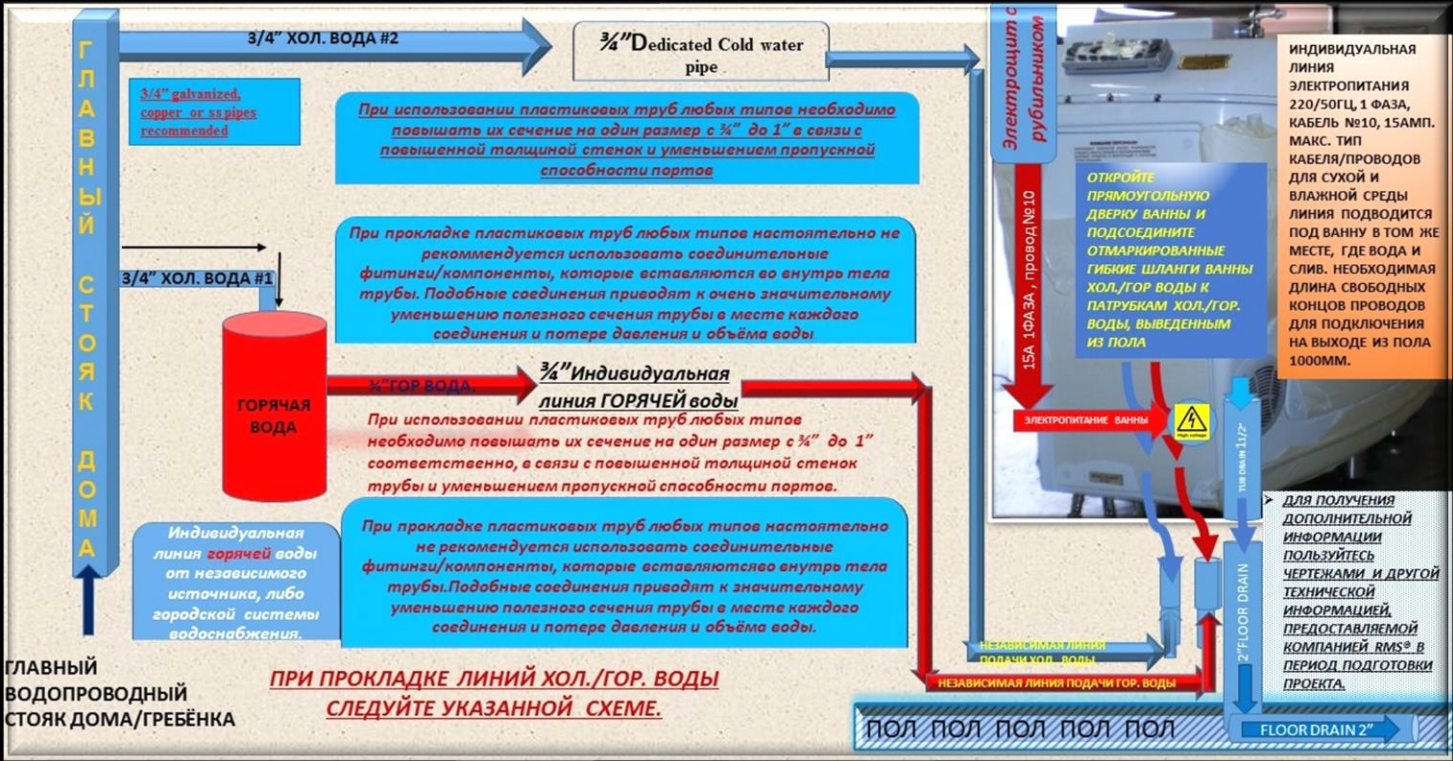 ГЛАВНЫЙ СТОЯК ДОМА
3/4” ХОЛ. ВОДА #2
¾”Dedicated Cold water
pipe
3/4” galvanized,
copper or ss pipes
recommended
При использовании пластиковых труб любых типов необходимо
повышать их сечение на один размер с ¾” до 1” в связи с
повышенной толщиной стенок и уменьшением пропускной
способности портов
При прокладке пластиковых труб любых типов настоятельно не
рекоммендуется использовать соединительные
фитинги/компоненты, которые вставляются во внутрь тела
трубы. Подобные соединения приводят к очень значительному
уменьшению полезного сечения трубы в месте каждого
соединения и потере давления и объёма воды
3/4” ХОЛ. ВОДА #1
ГОРЯЧАЯ
ВОДА
¾”ГОР ВОДА.
¾”Индивидуальная
линия ГОРЯЧЕЙ воды
При использовании пластиковых труб любых типов
необходимо повышать их сечение на один размер с ¾” до 1”
соответственно, в связи с повышенной толщиной стенок
трубы и уменьшением пропускной способности портов.
Индивидуальная
линия горячей воды
от независимого
источника, либо
городской системы
водоснабжения.
При прокладке пластиковых труб любых типов настоятельно
не рекомендуется использовать соединительные
фитинги/компоненты, которые вставляютсяво внутрь тела
трубы.Подобные соединения приводят к значительному
уменьшению полезного сечения трубы в месте каждого
соединения и потере давления и объёма воды.
ГЛАВНЫЙ
ВОДОПРОВОДНЫЙ
СТОЯК ДОМА/ГРЕБЁНКА
ПРИ ПРОКЛАДКЕ ЛИНИЙ ХОЛ./ГОР. ВОДЫ
СЛЕДУЙТЕ УКАЗАННОЙ СХЕМЕ.
Электрощит с
рубильником
15А 1ФАЗА , провод №10
ОТКРОЙТЕ
ПРЯМОУГОЛЬНУЮ
ДВЕРКУ ВАННЫ И
ПОДСОЕДИНИТЕ
ОТМАРКИРОВАННЫЕ
ГИБКИЕ ШЛАНГИ ВАННЫ
ХОЛ./ГОР ВОДЫ К
ПАТРУБКАМ ХОЛ./ГОР.
ВОДЫ, ВЫВЕДЕННЫМ
ИЗ ПОЛА
ИНДИВИДУАЛЬНАЯ
ЛИНИЯ
ЭЛЕКТРОПИТАНИЯ
220/50ГЦ, 1 ФАЗА,
КАБЕЛЬ №10, 15АМП.
МАКС. ТИП
КАБЕЛЯ/ПРОВОДОВ
ДЛЯ СУХОЙ И
ВЛАЖНОЙ СРЕДЫ
ЛИНИЯ ПОДВОДИТСЯ
ПОД ВАННУ В ТОМ ЖЕ
МЕСТЕ, ГДЕ ВОДА И
СЛИВ. НЕОБХОДИМАЯ
ДЛИНА СВОБОДНЫХ
КОНЦОВ ПРОВОДОВ
ДЛЯ ПОДКЛЮЧЕНИЯ
НА ВЫХОДЕ ИЗ ПОЛА
1000ММ.
ЭЛЕКТРОПИТАНИЕ ВАННЫ
High voltage
TUB DRAIN 11/2”
2”FLOOR DRAIN
ДЛЯ ПОЛУЧЕНИЯ
ДОПОЛНИТЕЛЬНОЙ
ИНФОРМАЦИИ
ПОЛЬЗУЙТЕСЬ
ЧЕРТЕЖАМИ И ДРУГОЙ
ТЕХНИЧЕСКОЙ
ИНФОРМАЦИЕЙ,
ПРЕДОСТАВЛЯЕМОЙ
КОМПАНИЕЙ RMS® В
ПЕРИОД ПОДГОТОВКИ
ПРОЕКТА.
НЕЗАВИСИМАЯ ЛИНИЯ
ПОДАЧИ ХОЛ. ВОДЫ
НЕЗАВИСИМАЯ ЛИНИЯ ПОДАЧИ ГОР. ВОДЫ
ПОЛ ПОЛ ПОЛ ПОЛ ПОЛ
FLOOR DRAIN 2”